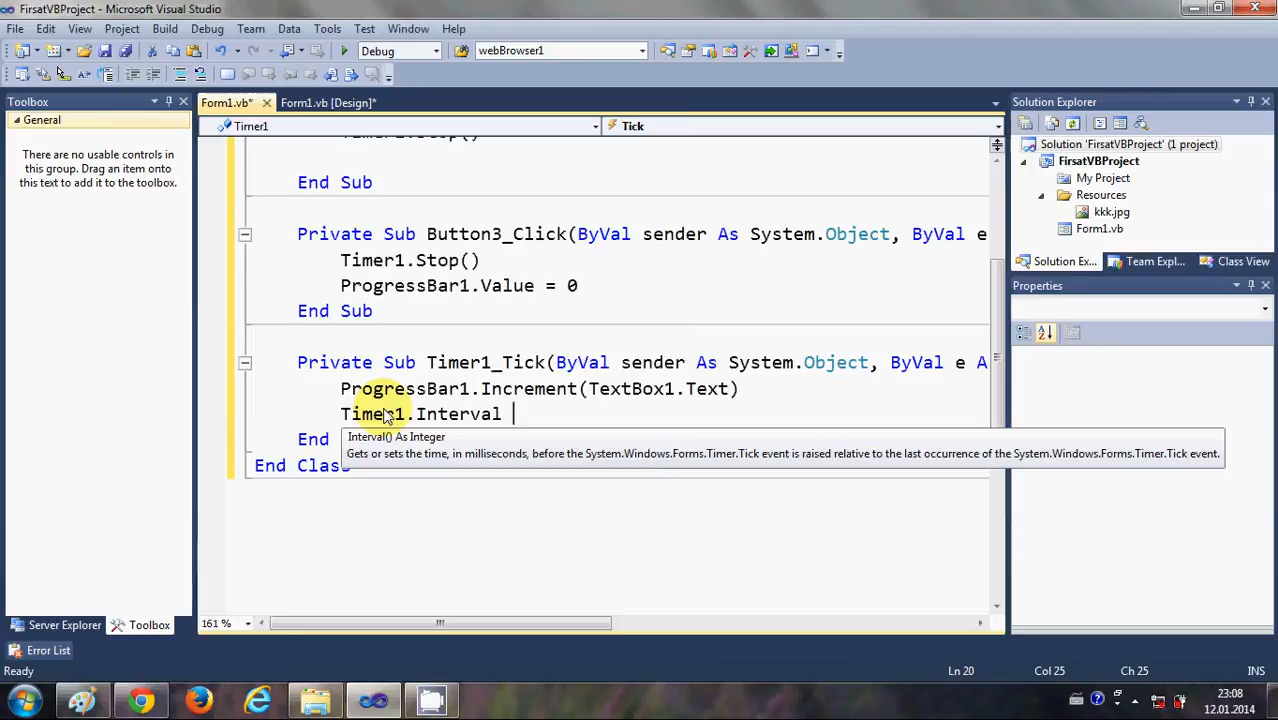 FirsatVBProject - Microsoft Visual Studio
File Edit View Project Build Debug Team Data Tools Test Window Help
Debug webBrowser1
Toolbox
General
There are no usable controls in
this group. Drag an item onto
this text to add it to the toolbox.
Server Explorer Toolbox
Form1.vb* Form1.vb [Design]*
Timer1 Tick
End Sub
Private Sub Button3_Click(ByVal sender As System.Object, ByVal e
Timer1.Stop()
ProgressBar1.Value = 0
End Sub
Private Sub Timer1_Tick(ByVal sender As System.Object, ByVal e A
ProgressBar1.Increment(TextBox1.Text)
Timer1.Interval
Interval() As Integer
Gets or sets the time, in milliseconds, before the System.Windows.Forms.Timer.Tick event is raised relative to the last occurrence of the System.Windows.Forms.Timer.Tick event.
End
End Class
161 %
Solution Explorer
Solution 'FirsatVBProject' (1 project)
FirsatVBProject
My Project
Resources
kkk.jpg
Form1.vb
Solution Ex... Team Expl... Class View
Properties
Error List
Ready Ln 20 Col 25 Ch 25 INS
23:08
12.01.2014